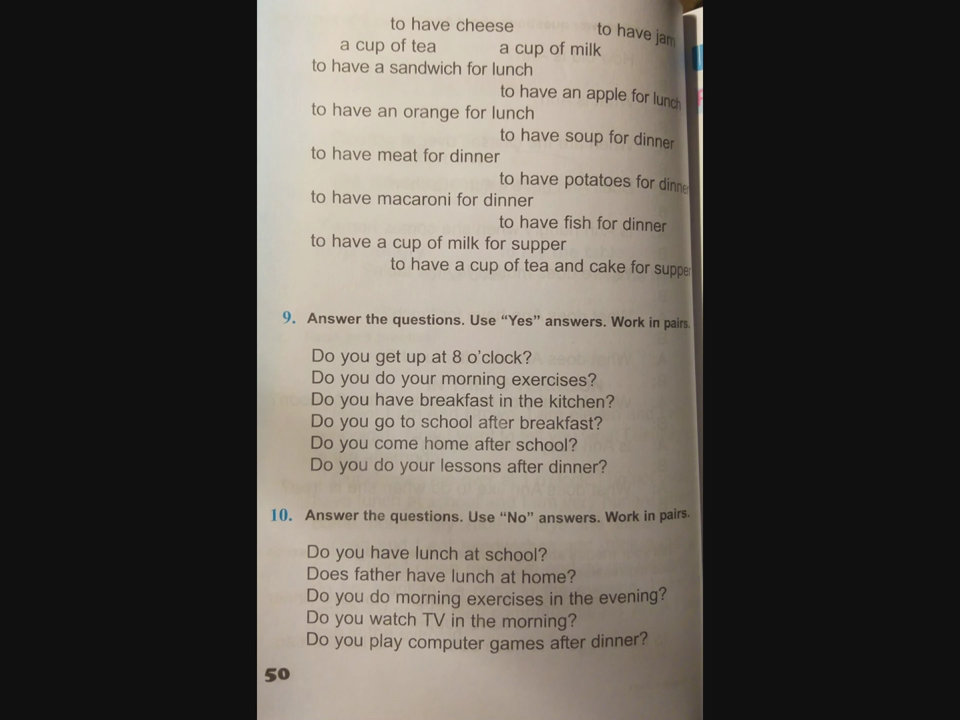 to have cheese to have jam
a cup of tea a cup of milk
to have a sandwich for lunch
to have an apple for lunch
to have an orange for lunch
to have soup for dinner
to have meat for dinner
to have potatoes for dinner
to have macaroni for dinner
to have fish for dinner
to have a cup of milk for supper
to have a cup of tea and cake for supper
9. Answer the questions. Use “Yes” answers. Work in pairs.
Do you get up at 8 o’clock?
Do you do your morning exercises?
Do you have breakfast in the kitchen?
Do you go to school after breakfast?
Do you come home after school?
Do you do your lessons after dinner?
10. Answer the questions. Use “No” answers. Work in pairs.
Do you have lunch at school?
Does father have lunch at home?
Do you do morning exercises in the evening?
Do you watch TV in the morning?
Do you play computer games after dinner?
50